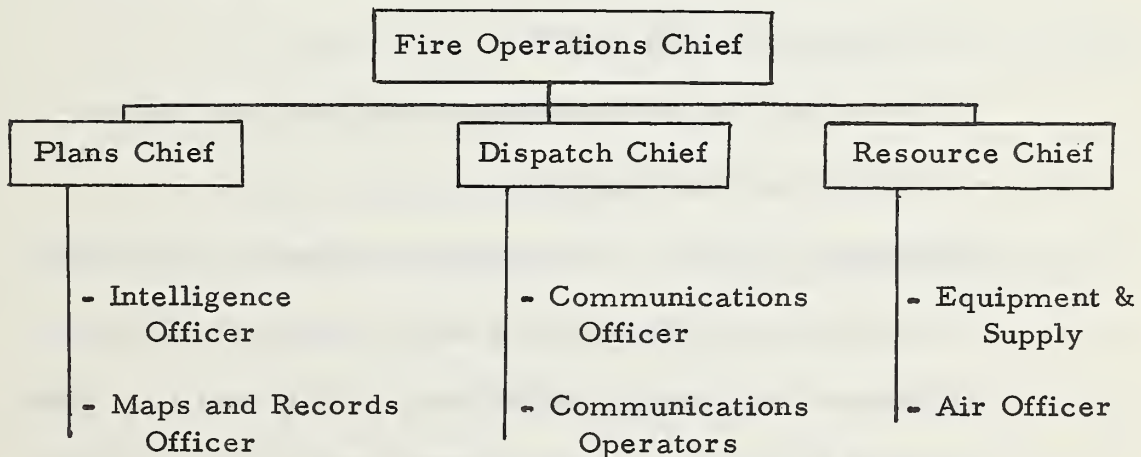 Fire Operations Chief
Plans Chief
Dispatch Chief
Resource Chief
- Intelligence
Officer
- Maps and Records
Officer
- Communications
Officer
- Communications
Operators
- Equipment &
Supply
- Air Officer